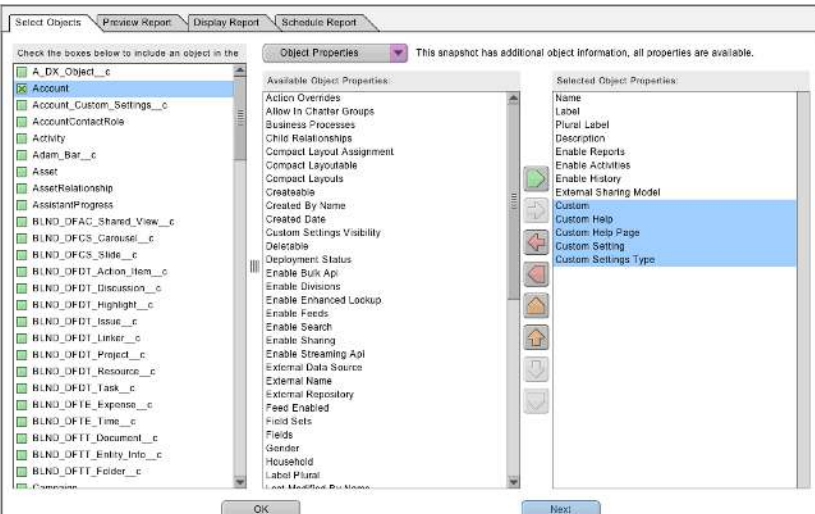 Select Objects
Preview Report
Display Report
Schedule Report
Check the boxes below to include an object in the
Object Properties
This snapshot has additional object information, all properties are available.
A_DX_Object__c
Account
Account_Custom_Settings__c
AccountContactRole
Activity
Adam_Bar__c
Asset
AssetRelationship
AssistantProgress
BLND_DFAC_Shared_View__c
BLND_DFCS_Carousel__c
BLND_DFCS_Slide__c
BLND_DFDT_Action_Item__c
BLND_DFDT_Discussion__c
BLND_DFDT_Highlight__c
BLND_DFDT_Issue__c
BLND_DFDT_Linker__c
BLND_DFDT_Project__c
BLND_DFDT_Resource__c
BLND_DFDT_Task__c
BLND_DFTE_Expense__c
BLND_DFTE_Time__c
BLND_DFTT_Document__c
BLND_DFTT_Entity_Info__c
BLND_DFTT_Folder__c
Campaign
Available Object Properties:
Action Overrides
Allow In Chatter Groups
Business Processes
Child Relationships
Compact Layout Assignment
Compact Layoutable
Compact Layouts
Createable
Created By Name
Created Date
Custom Settings Visibility
Deletable
Deployment Status
Enable Bulk Api
Enable Divisions
Enable Enhanced Lookup
Enable Feeds
Enable Search
Enable Sharing
Enable Streaming Api
External Data Source
External Name
External Repository
Feed Enabled
Field Sets
Fields
Gender
Household
Label Plural
Last Modified By Name
Selected Object Properties:
Name
Label
Plural Label
Description
Enable Reports
Enable Activities
Enable History
External Sharing Model
Custom
Custom Help
Custom Help Page
Custom Setting
Custom Settings Type
OK
Next